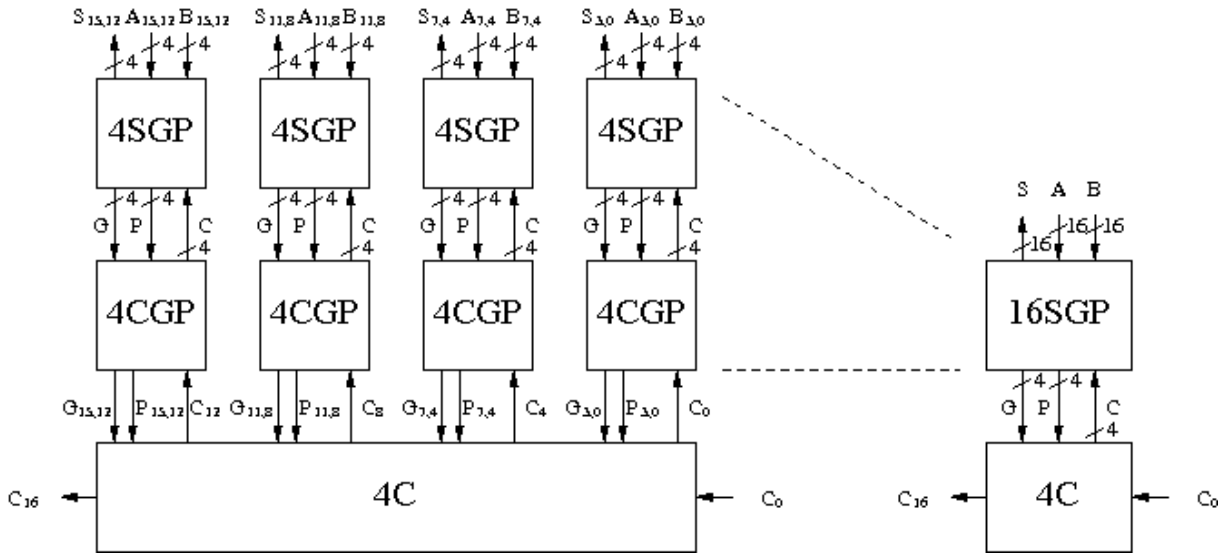 S15,12 A15,12 B15,12 S11,8 A11,8 B11,8 S7,4 A7,4 B7,4 S3,0 A3,0 B3,0
4 4 4 4 4 4 4 4 4 4 4 4
4SGP 4SGP 4SGP 4SGP
4 4 4 4 4 4 4 4
G P C G P C G P C G P C
4 4 4 4
4CGP 4CGP 4CGP 4CGP
G15,12 P15,12 C12 G11,8 P11,8 C8 G7,4 P7,4 C4 G3,0 P3,0 C0
C16 4C C0
S A B
16 16 16
16SGP
4 4
G P C
4
C16 4C C0